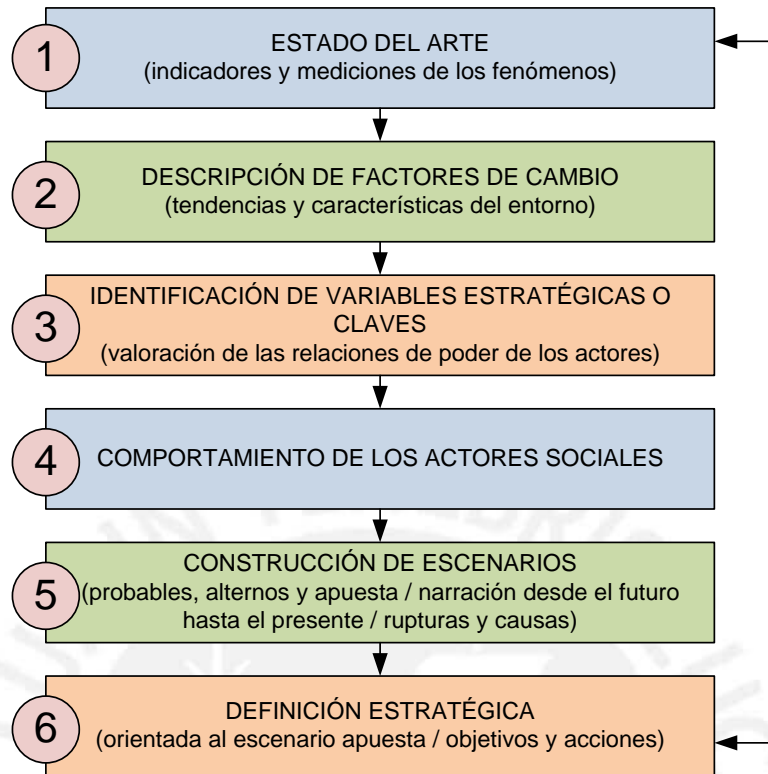 1
ESTADO DEL ARTE
(indicadores y mediciones de los fenómenos)
2
DESCRIPCIÓN DE FACTORES DE CAMBIO
(tendencias y características del entorno)
3
IDENTIFICACIÓN DE VARIABLES ESTRATÉGICAS O
CLAVES
(valoración de las relaciones de poder de los actores)
4
COMPORTAMIENTO DE LOS ACTORES SOCIALES
5
CONSTRUCCIÓN DE ESCENARIOS
(probables, alternos y apuesta / narración desde el futuro
hasta el presente / rupturas y causas)
6
DEFINICIÓN ESTRATÉGICA
(orientada al escenario apuesta / objetivos y acciones)